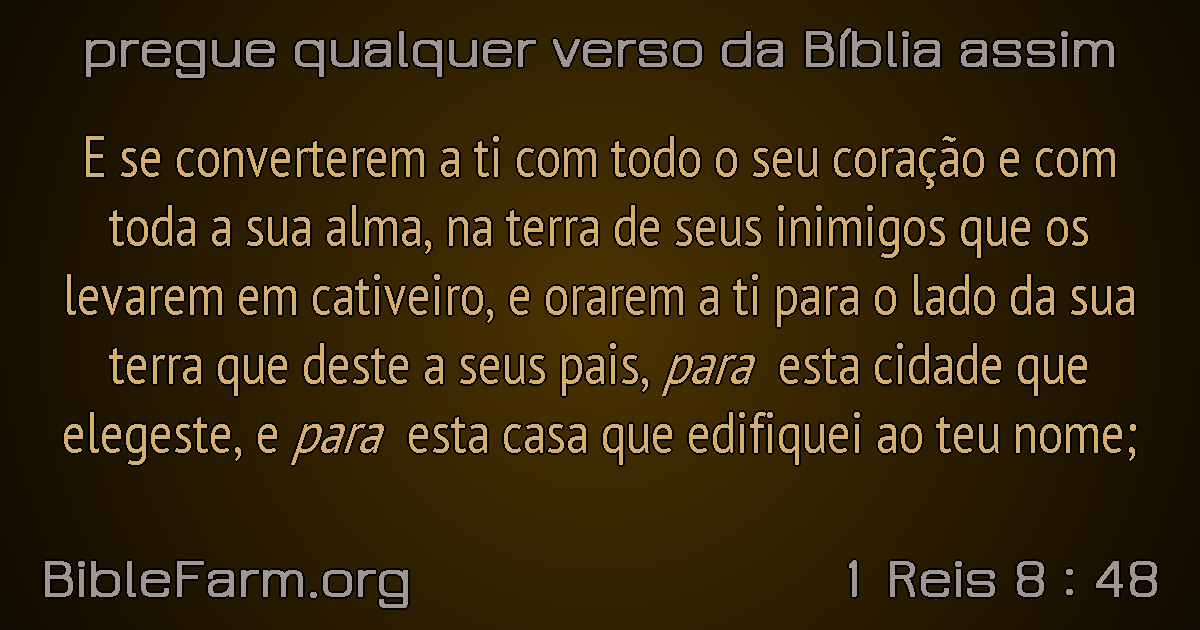 pregue qualquer verso da Bíblia assim
E se converterem a ti com todo o seu coração e com
toda a sua alma, na terra de seus inimigos que os
levarem em cativeiro, e orarem a ti para o lado da sua
terra que deste a seus pais, para esta cidade que
elegeste, e para esta casa que edifiquei ao teu nome;
BibleFarm.org
1 Reis 8 : 48